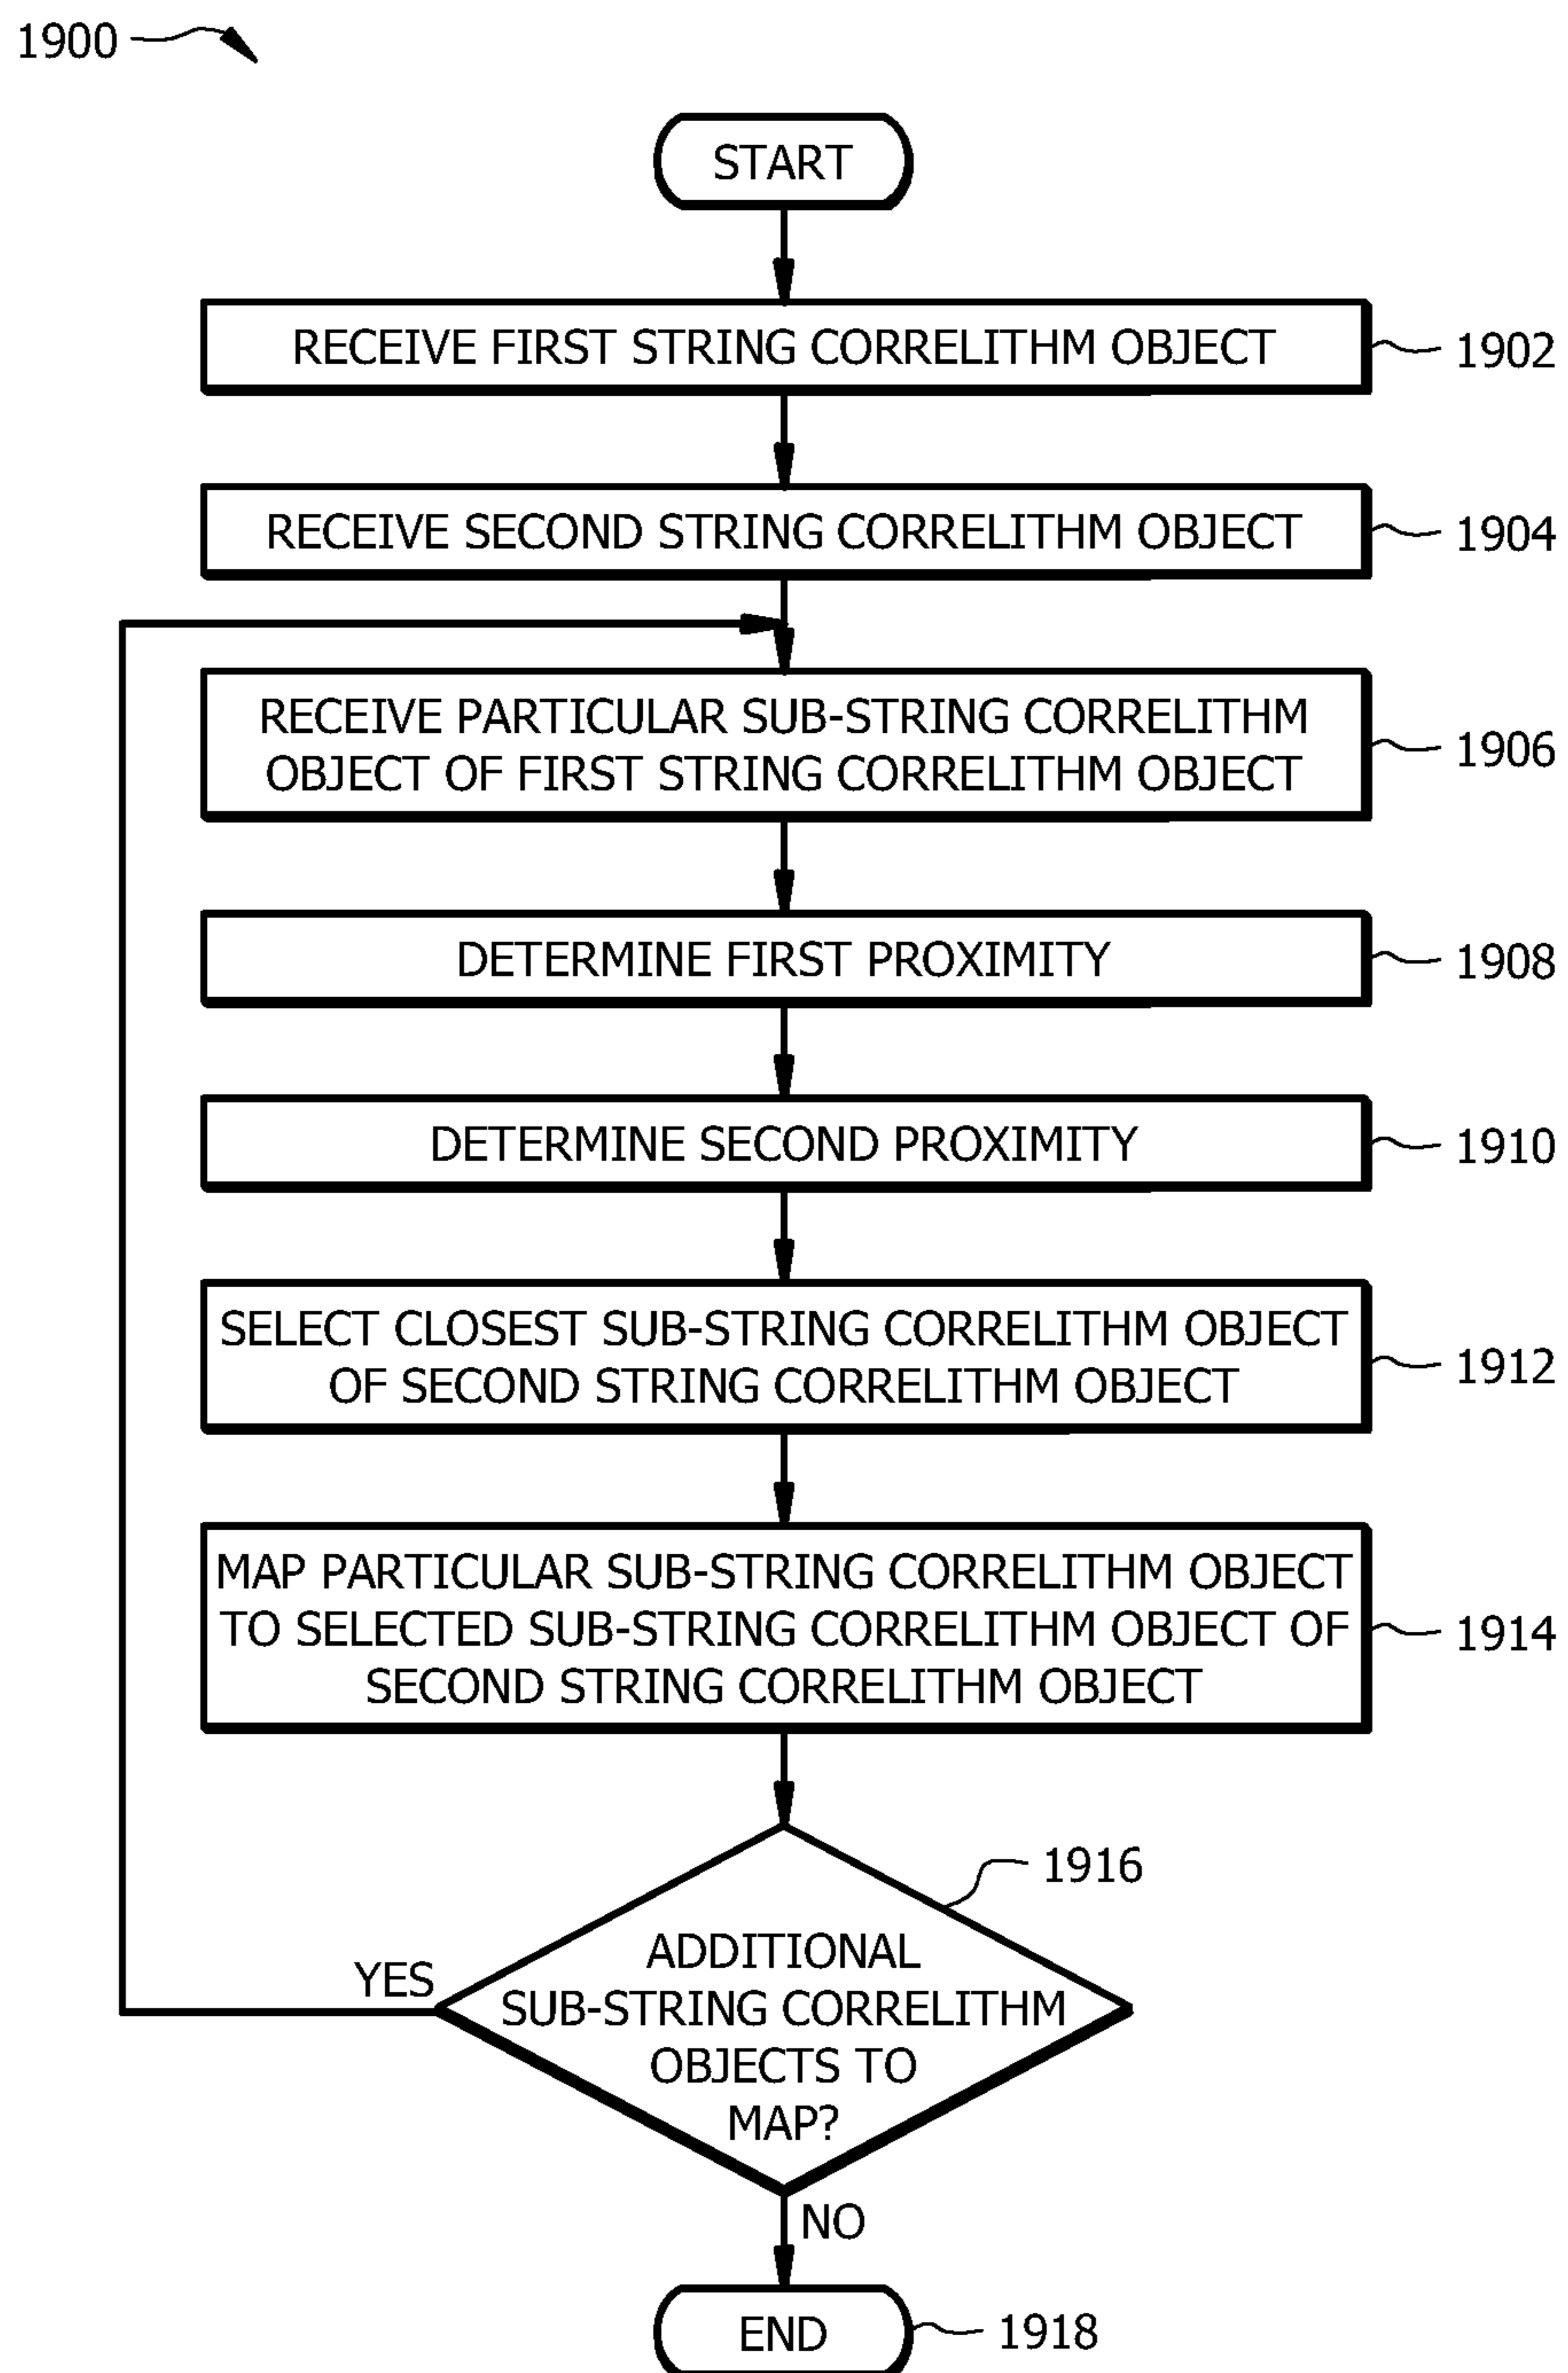 1900
START
RECEIVE FIRST STRING CORRELITHM OBJECT
1902
RECEIVE SECOND STRING CORRELITHM OBJECT
1904
RECEIVE PARTICULAR SUB-STRING CORRELITHM
OBJECT OF FIRST STRING CORRELITHM OBJECT
1906
DETERMINE FIRST PROXIMITY
1908
DETERMINE SECOND PROXIMITY
1910
SELECT CLOSEST SUB-STRING CORRELITHM OBJECT
OF SECOND STRING CORRELITHM OBJECT
1912
MAP PARTICULAR SUB-STRING CORRELITHM OBJECT
TO SELECTED SUB-STRING CORRELITHM OBJECT OF
SECOND STRING CORRELITHM OBJECT
1914
1916
ADDITIONAL
SUB-STRING CORRELITHM
OBJECTS TO
MAP?
YES
NO
END
1918